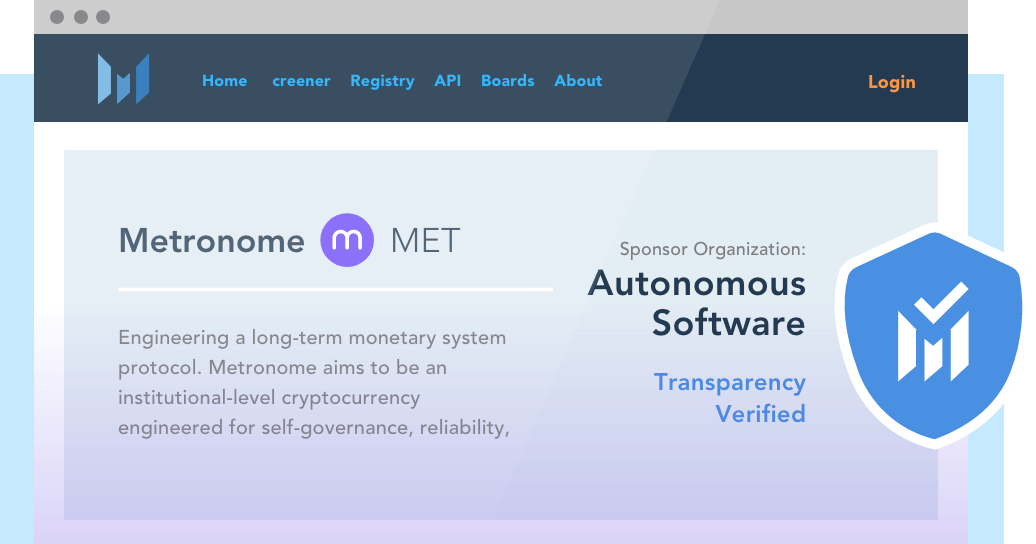 Home creener Registry API Boards About Login
Metronome m MET
Engineering a long-term monetary system
protocol. Metronome aims to be an
institutional-level cryptocurrency
engineered for self-governance, reliability,
Sponsor Organization:
Autonomous
Software
Transparency
Verified